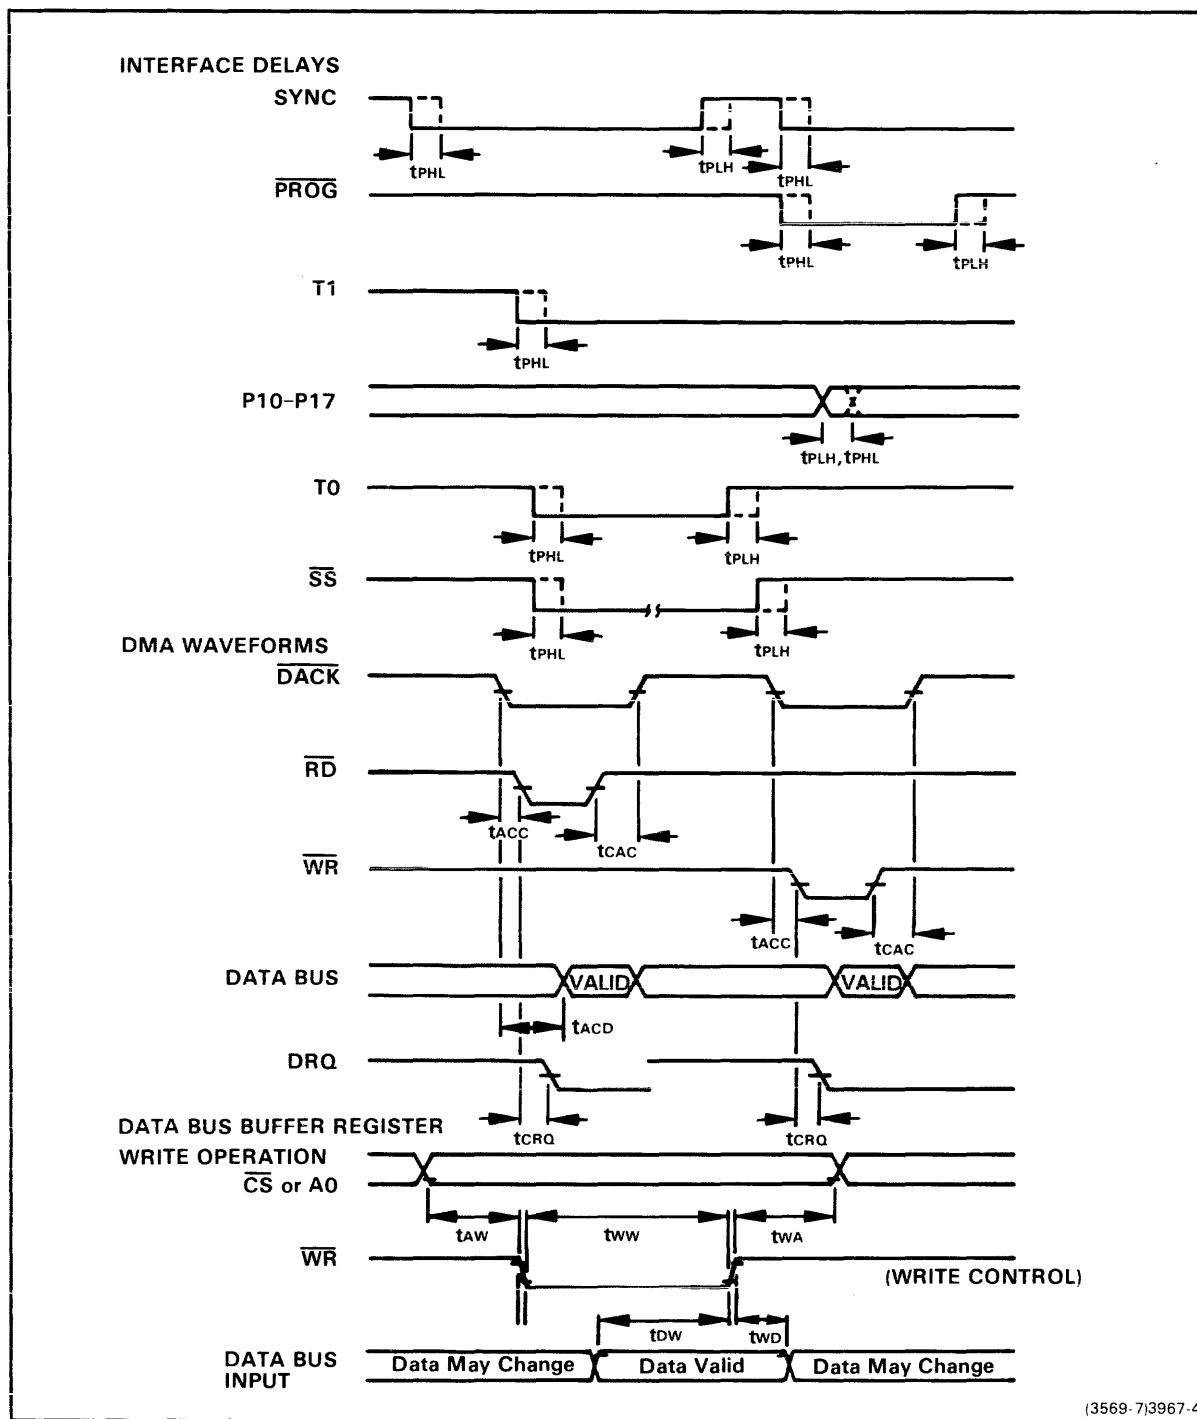 INTERFACE DELAYS
SYNC
tPHL
tPLH
tPHL
PROG
tPHL
tPLH
T1
tPHL
P10-P17
tPLH, tPHL
T0
tPHL
tPLH
SS
tPHL
tPLH
DMA WAVEFORMS
DACK
RD
tACC
tCAC
WR
tACC
tCAC
DATA BUS
VALID
VALID
tACD
DRQ
tCRQ
tCRQ
DATA BUS BUFFER REGISTER
WRITE OPERATION
CS or A0
tAW
tWW
tWA
WR
(WRITE CONTROL)
tDW
tWD
DATA BUS INPUT
Data May Change
Data Valid
Data May Change
(3569-7)3967-4